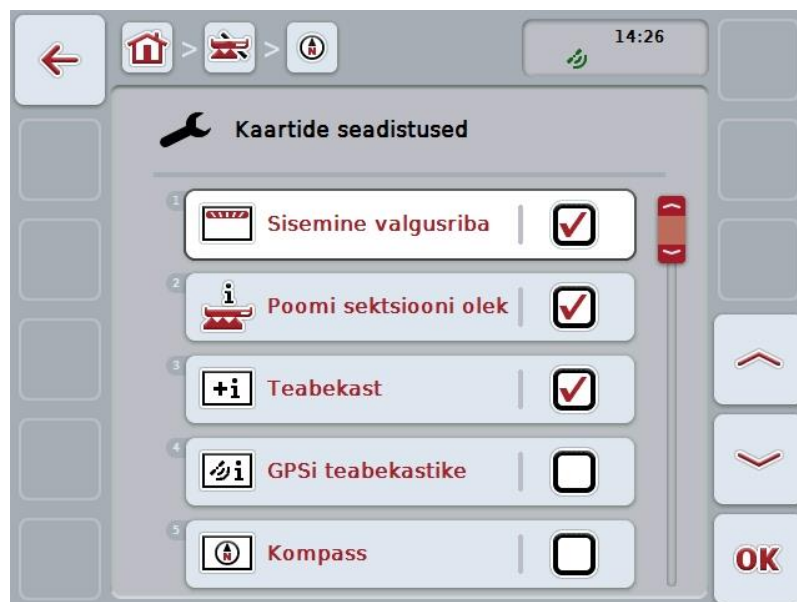 14:26
Kaartide seadistused
1
Sisemine valgusriba
2
i
Poomi sektsiooni olek
3
+i
Teabekast
4
i
GPSi teabekastike
5
N
Kompass
OK